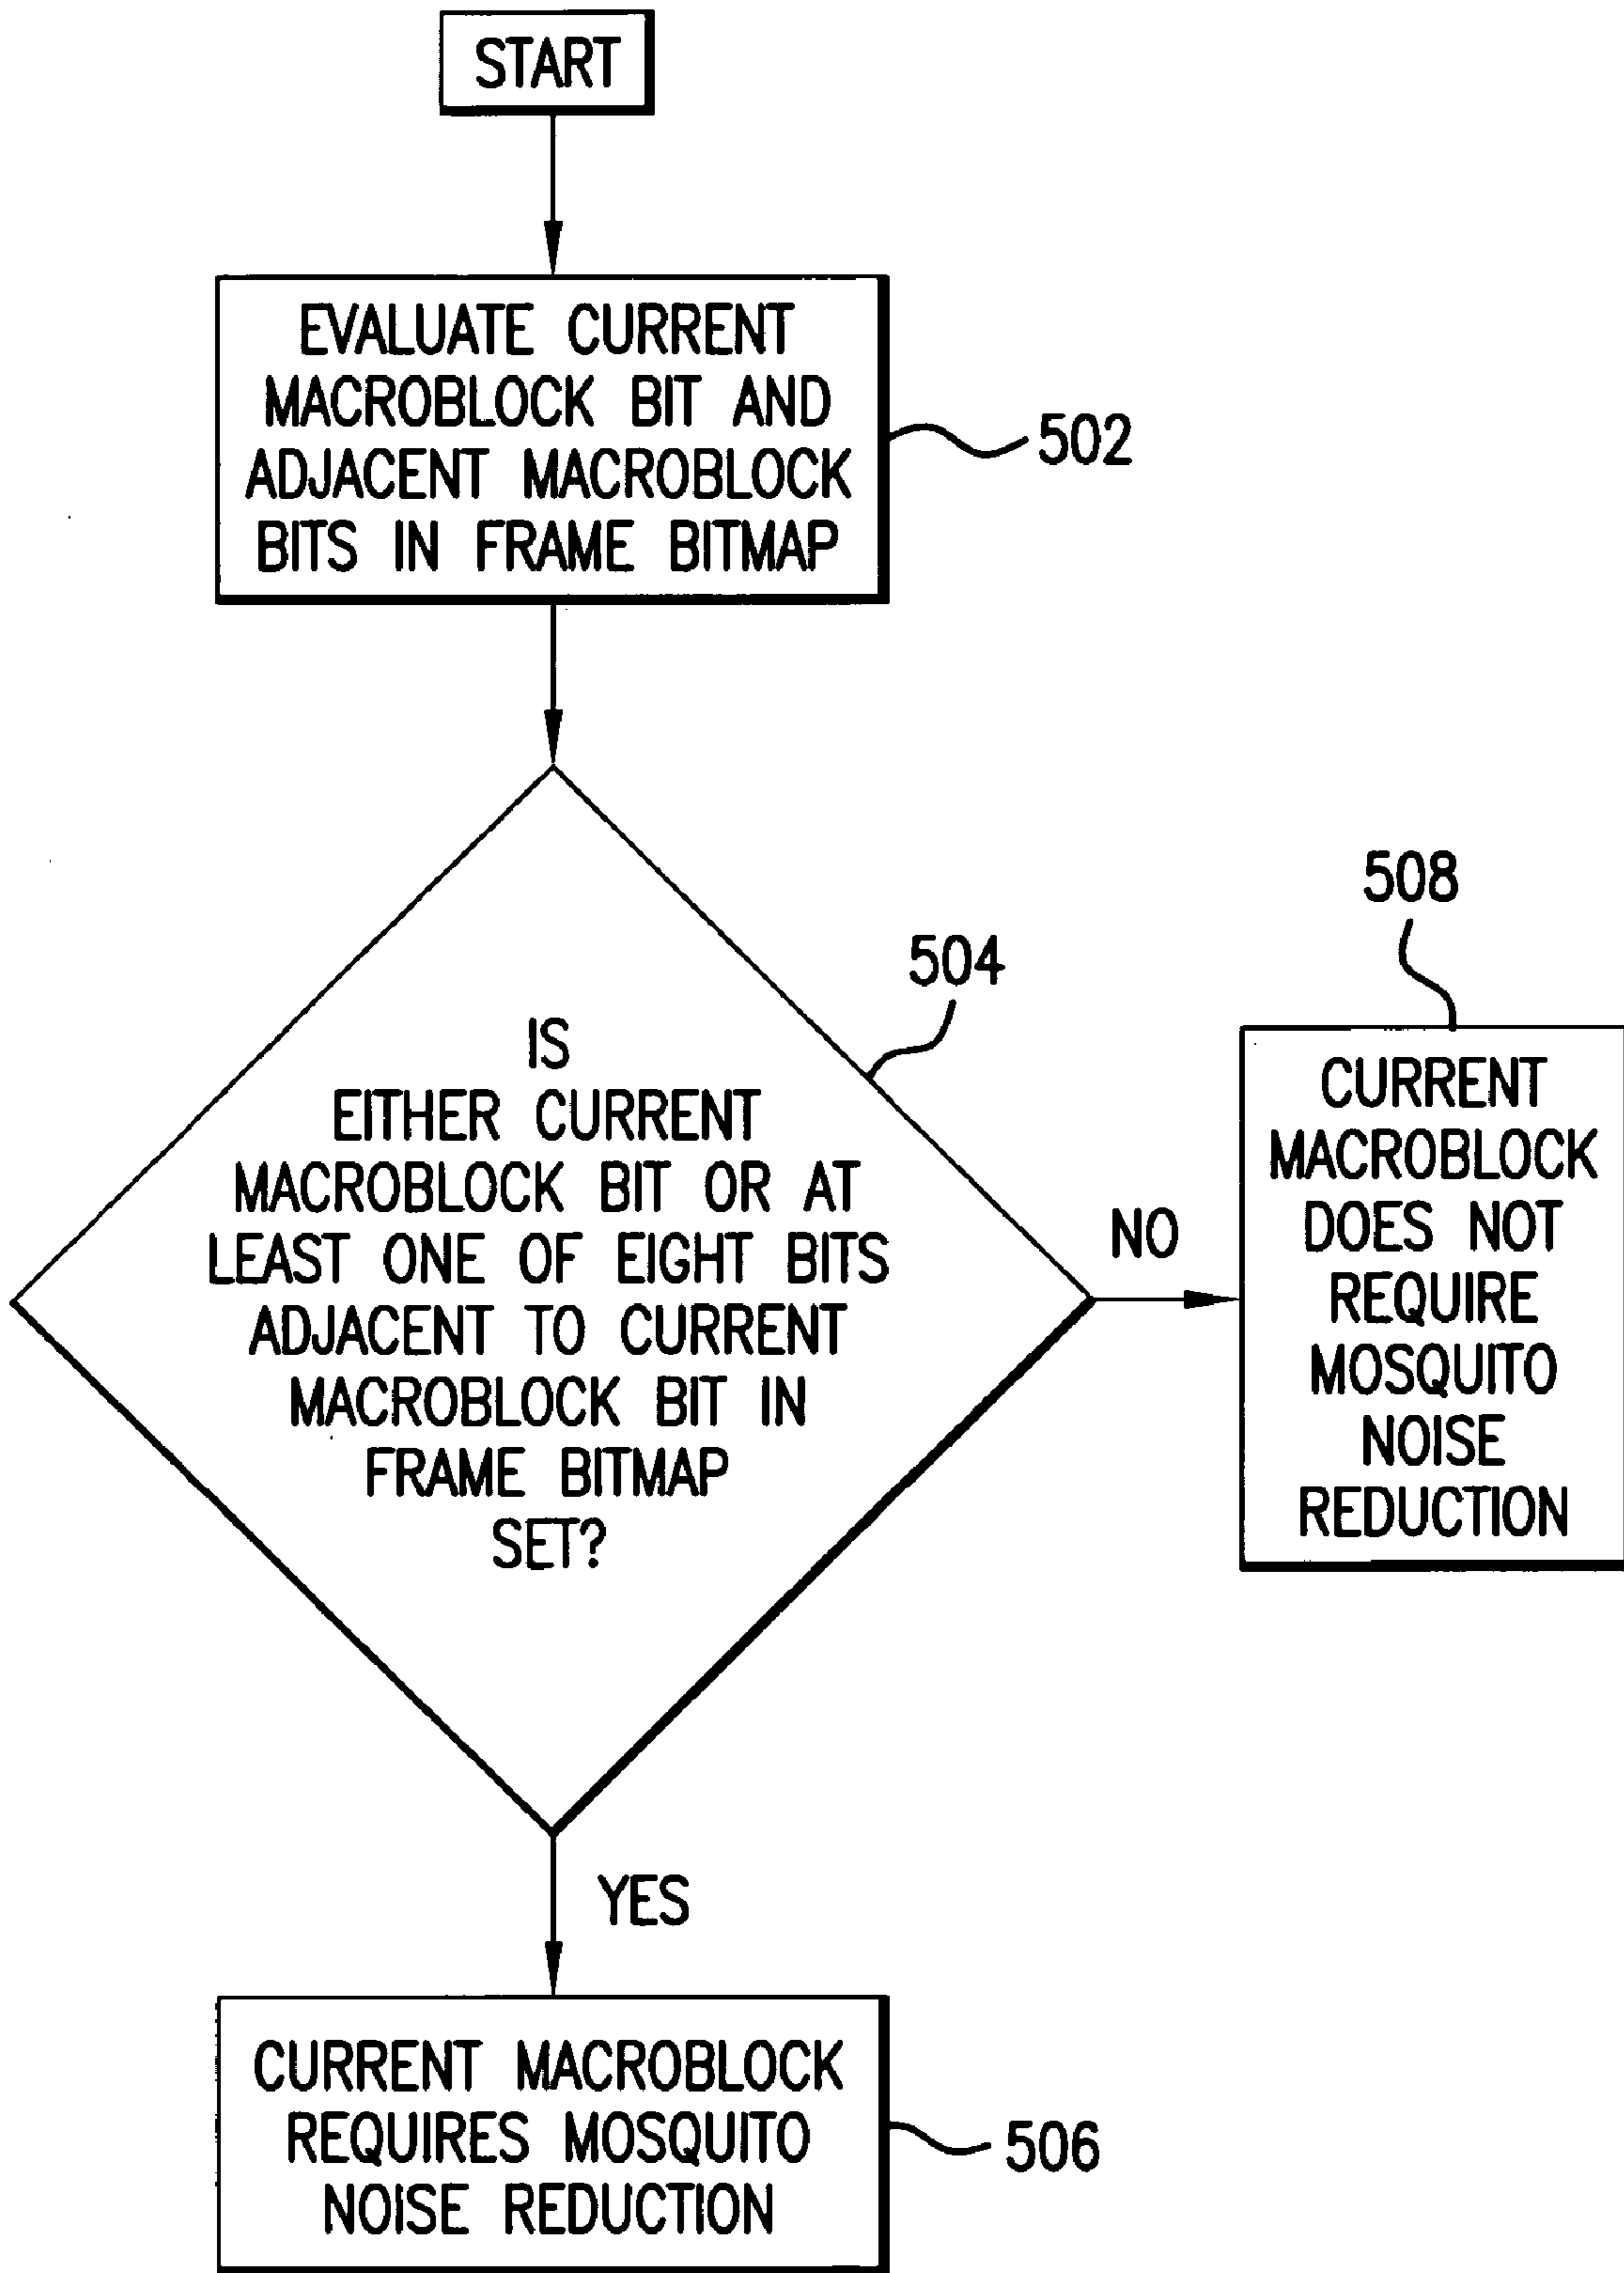 START
EVALUATE CURRENT
MACROBLOCK BIT AND
ADJACENT MACROBLOCK
BITS IN FRAME BITMAP
502
504
IS
EITHER CURRENT
MACROBLOCK BIT OR AT
LEAST ONE OF EIGHT BITS
ADJACENT TO CURRENT
MACROBLOCK BIT IN
FRAME BITMAP
SET?
NO
508
CURRENT
MACROBLOCK
DOES NOT
REQUIRE
MOSQUITO
NOISE
REDUCTION
YES
CURRENT MACROBLOCK
REQUIRES MOSQUITO
NOISE REDUCTION
506